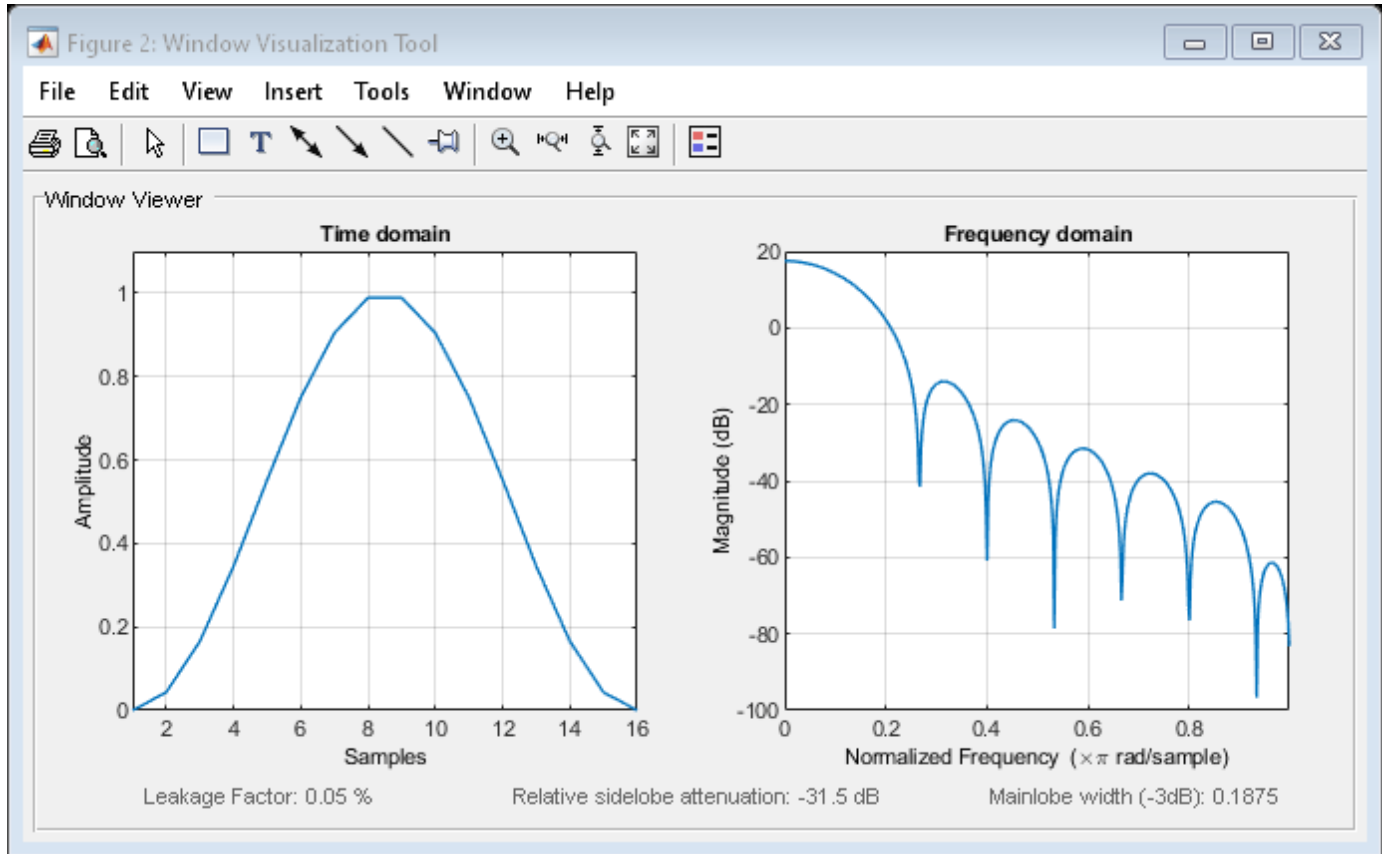 Figure 2: Window Visualization Tool
File Edit View Insert Tools Window Help
T
Window Viewer
Time domain
1
0.8
0.6
0.4
0.2
0
Amplitude
2 4 6 8 10 12 14 16
Samples
Frequency domain
20
0
-20
-40
-60
-80
-100
Magnitude (dB)
0 0.2 0.4 0.6 0.8
Normalized Frequency (×π rad/sample)
Leakage Factor: 0.05 % Relative sidelobe attenuation: -31.5 dB Mainlobe width (-3dB): 0.1875